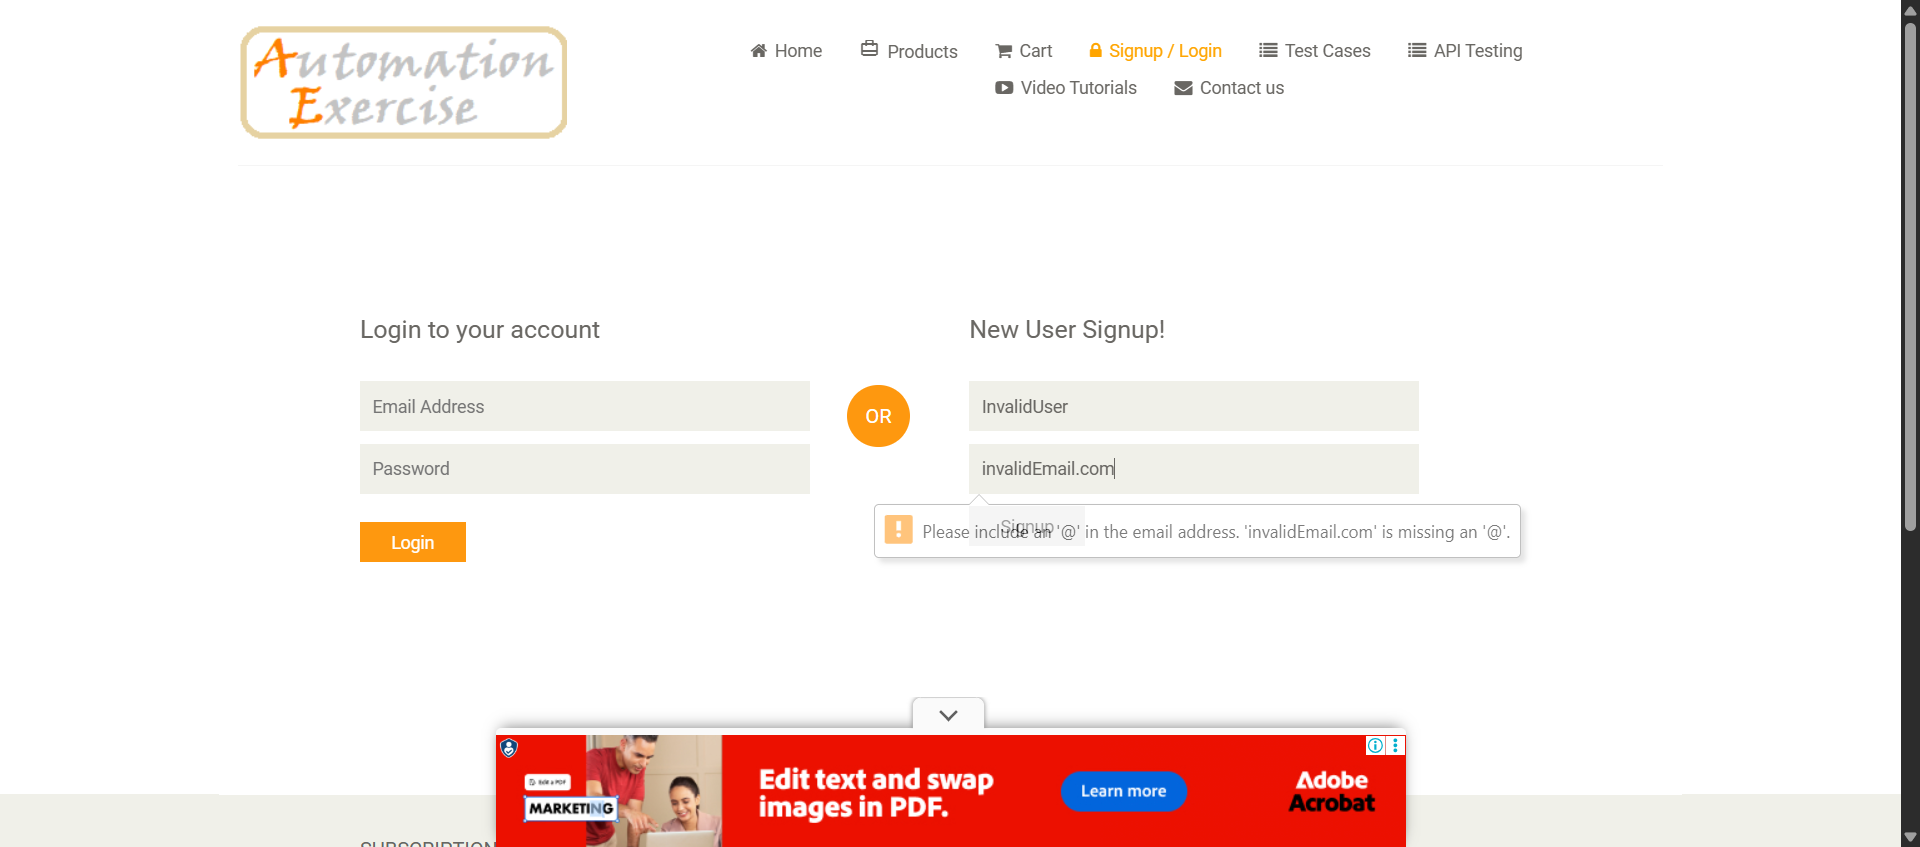 Automation
Exercise
Home
Products
Cart
Signup / Login
Test Cases
API Testing
Video Tutorials
Contact us
Login to your account
Email Address
Password
Login
OR
New User Signup!
InvalidUser
invalidEmail.com
Signup
Please include an '@' in the email address. 'invalidEmail.com' is missing an '@'.
Edit a PDF
MARKETING
Edit text and swap
images in PDF.
Learn more
Adobe
Acrobat
SUBSCRIPTION